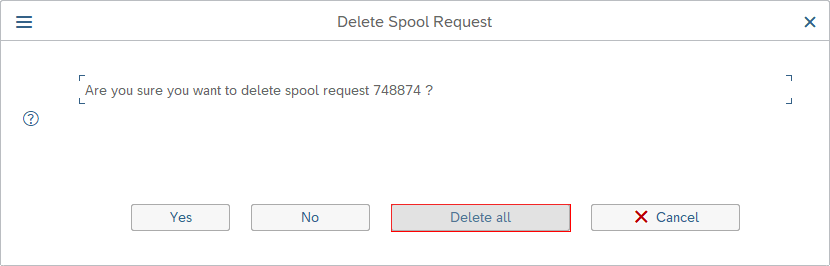 Delete Spool Request
Are you sure you want to delete spool request 748874 ?
Yes No Delete all Cancel